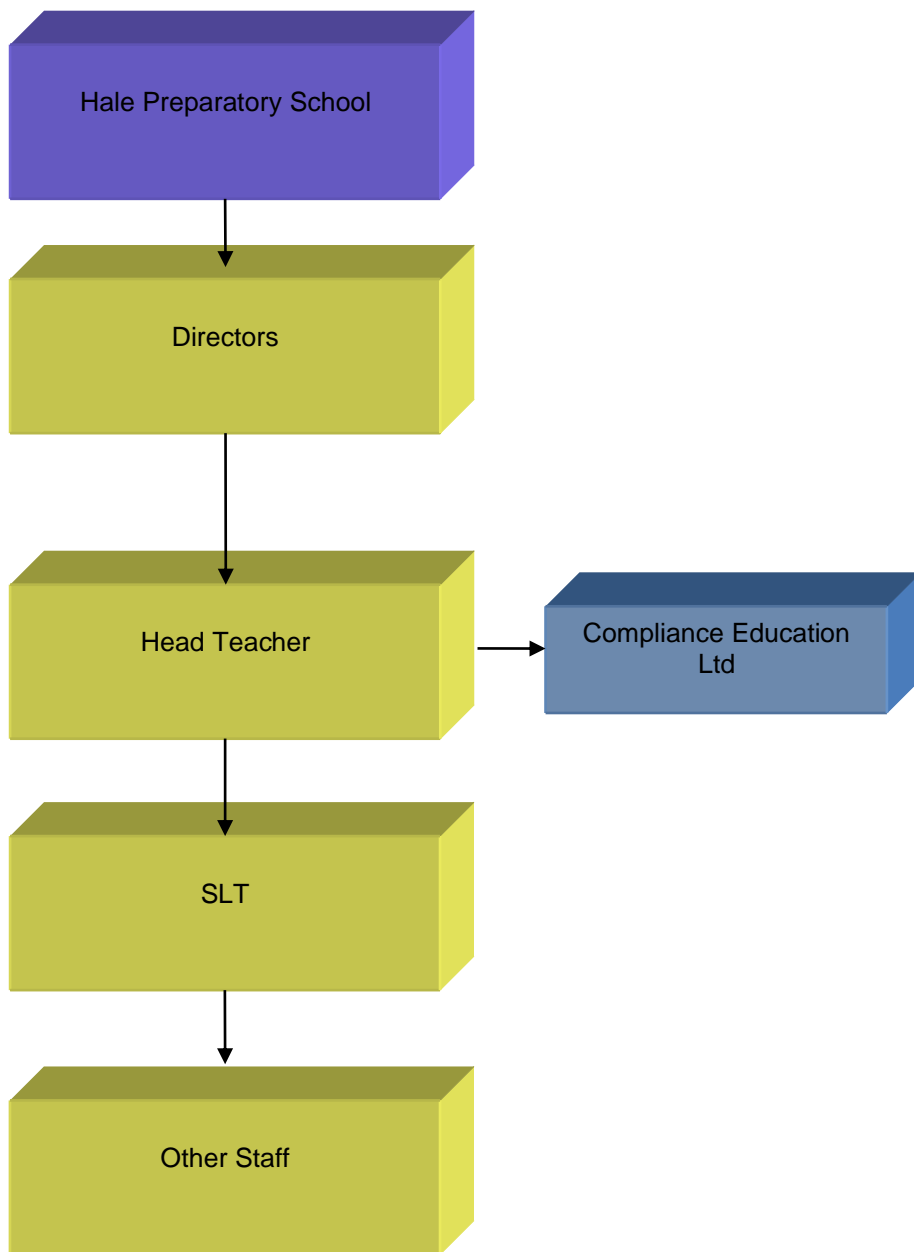 Hale Preparatory School
Directors
Head Teacher
Compliance Education
Ltd
SLT
Other Staff